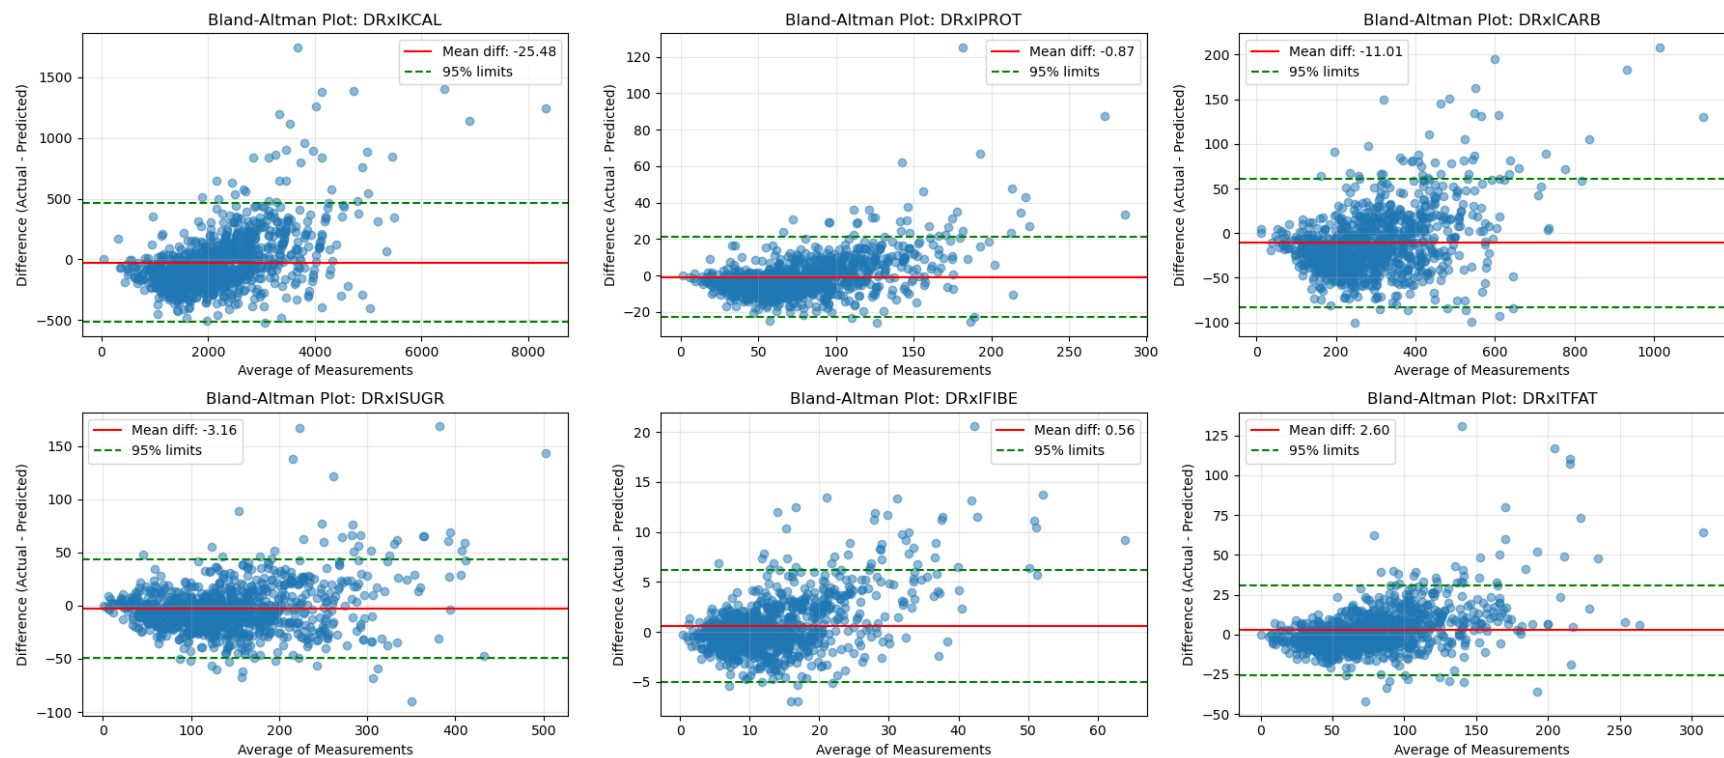 Bland-Altman Plot: DRxIKCAL
Mean diff: -25.48
95% limits
Difference (Actual - Predicted)
1500
1000
500
0
−500
0
2000
4000
6000
8000
Average of Measurements
Bland-Altman Plot: DRxIPROT
Mean diff: -0.87
95% limits
Difference (Actual - Predicted)
120
100
80
60
40
20
0
−20
0
50
100
150
200
250
300
Average of Measurements
Bland-Altman Plot: DRxICARB
Mean diff: -11.01
95% limits
Difference (Actual - Predicted)
200
150
100
50
0
−50
−100
0
200
400
600
800
1000
Average of Measurements
Bland-Altman Plot: DRxISUGR
Mean diff: -3.16
95% limits
Difference (Actual - Predicted)
150
100
50
0
−50
−100
0
100
200
300
400
500
Average of Measurements
Bland-Altman Plot: DRxIFIBE
Mean diff: 0.56
95% limits
Difference (Actual - Predicted)
20
15
10
5
0
−5
0
10
20
30
40
50
60
Average of Measurements
Bland-Altman Plot: DRxITFAT
Mean diff: 2.60
95% limits
Difference (Actual - Predicted)
125
100
75
50
25
0
−25
−50
0
50
100
150
200
250
300
Average of Measurements